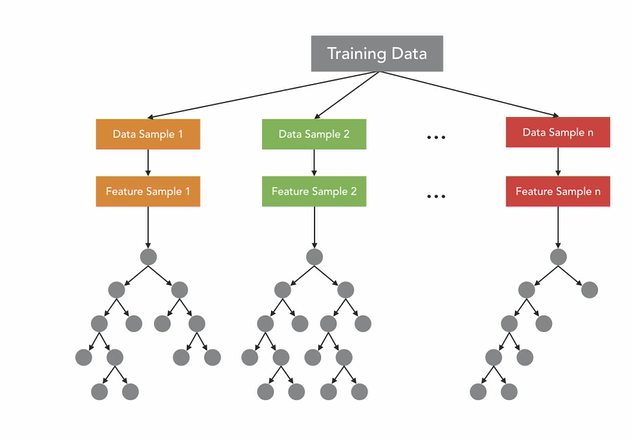 Training Data
Data Sample 1
Data Sample 2
...
Data Sample n
Feature Sample 1
Feature Sample 2
...
Feature Sample n